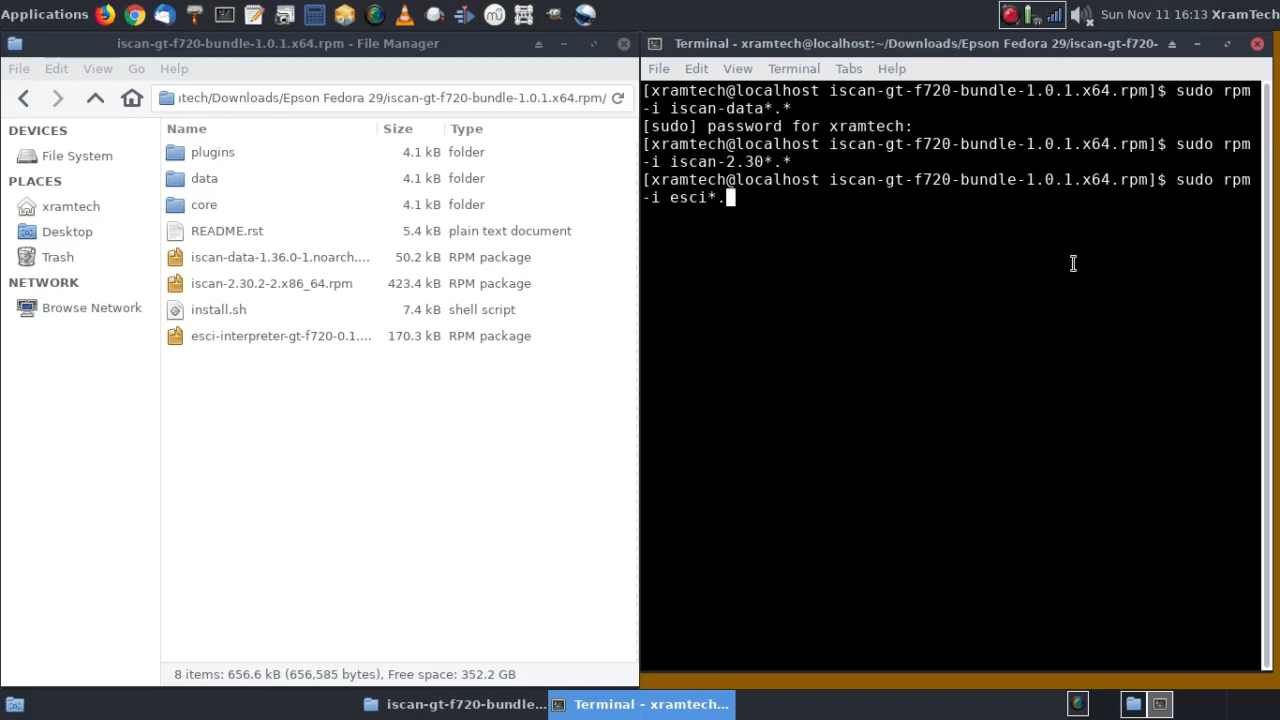 Applications
Sun Nov 11 16:13 XramTech
iscan-gt-f720-bundle-1.0.1.x64.rpm - File Manager
File Edit View Go Help
tech/Downloads/Epson Fedora 29/iscan-gt-f720-bundle-1.0.1.x64.rpm/
DEVICES
File System
PLACES
xramtech
Desktop
Trash
NETWORK
Browse Network
Name Size Type
plugins 4.1 kB folder
data 4.1 kB folder
core 4.1 kB folder
README.rst 5.4 kB plain text document
iscan-data-1.36.0-1.noarch.... 50.2 kB RPM package
iscan-2.30.2-2.x86_64.rpm 423.4 kB RPM package
install.sh 7.4 kB shell script
esci-interpreter-gt-f720-0.1.... 170.3 kB RPM package
8 items: 656.6 kB (656,585 bytes), Free space: 352.2 GB
Terminal - xramtech@localhost:~/Downloads/Epson Fedora 29/iscan-gt-f720-
File Edit View Terminal Tabs Help
[xramtech@localhost iscan-gt-f720-bundle-1.0.1.x64.rpm]$ sudo rpm
-i iscan-data*.*
[sudo] password for xramtech:
[xramtech@localhost iscan-gt-f720-bundle-1.0.1.x64.rpm]$ sudo rpm
-i iscan-2.30*.*
[xramtech@localhost iscan-gt-f720-bundle-1.0.1.x64.rpm]$ sudo rpm
-i esci*.
iscan-gt-f720-bundle...
Terminal - xramtech...